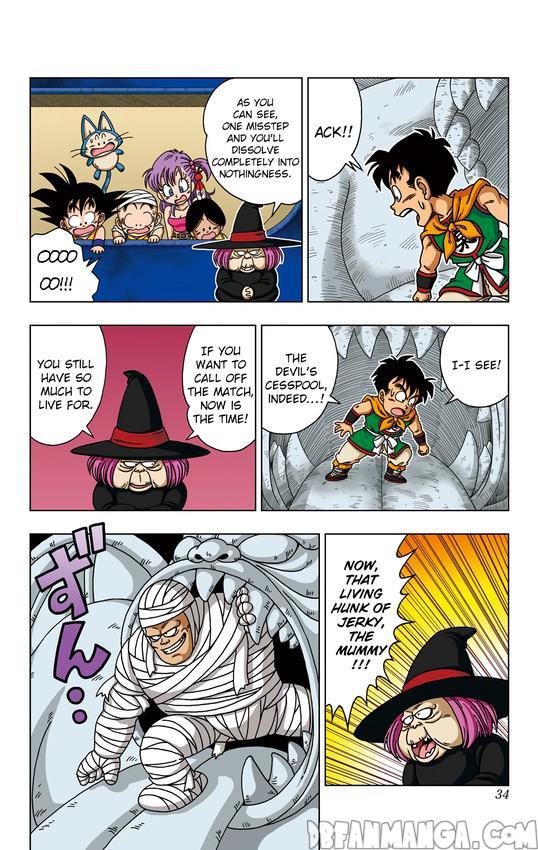 AS YOU
CAN SEE,
ONE MISSTEP
AND YOU'LL
DISSOLVE
COMPLETELY INTO
NOTHINGNESS.
OOOO
OO!!!
ACK!!
YOU STILL
HAVE SO
MUCH TO
LIVE FOR.
IF YOU
WANT TO
CALL OFF
THE MATCH,
NOW IS
THE TIME!
THE
DEVIL'S
CESSPOOL,
INDEED...!
I-I SEE!
ずん…
NOW,
THAT
LIVING
HUNK OF
JERKY,
THE
MUMMY
!!!
34
DBFANMANGA.COM